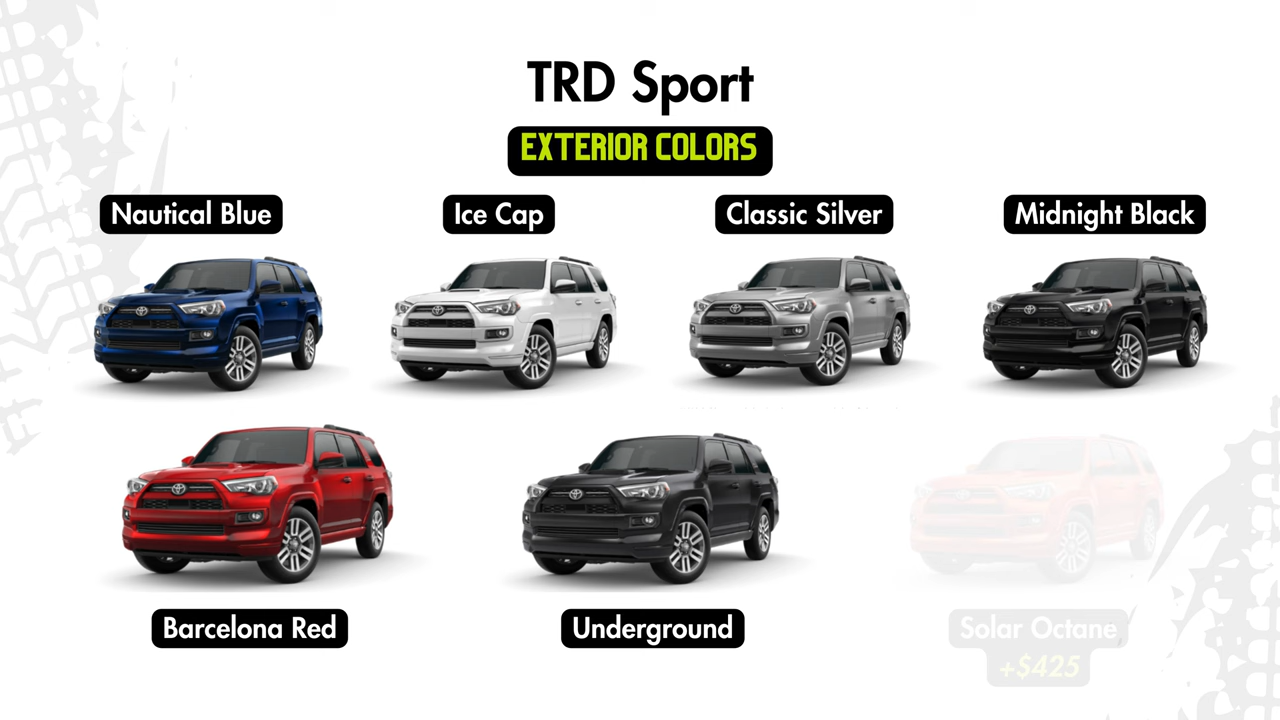 TRD Sport
EXTERIOR COLORS
Nautical Blue
Ice Cap
Classic Silver
Midnight Black
Barcelona Red
Underground
Solar Octane
+$425